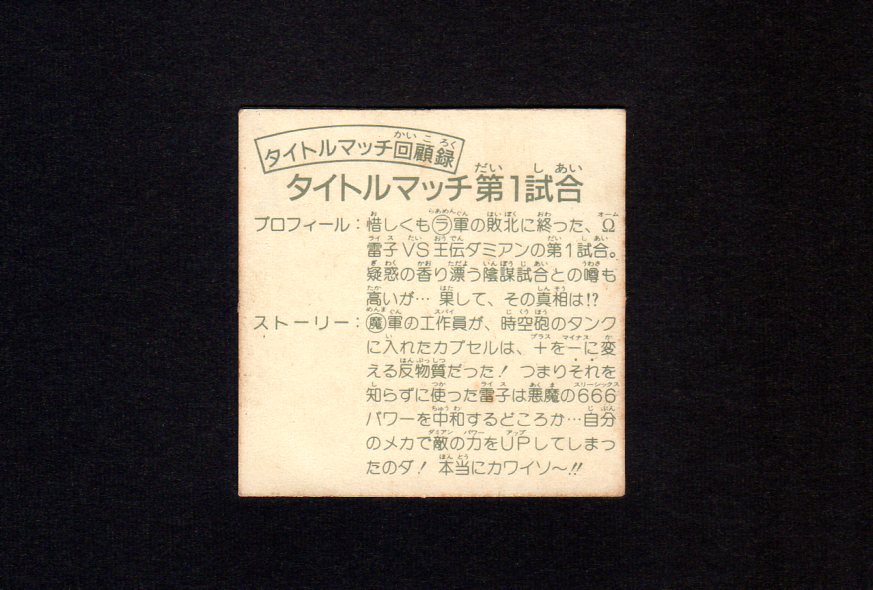 タイトルマッチ回顧録
タイトルマッチ第1試合
プロフィール：惜しくも㋶軍の敗北に終った、Ω
雷子VS王伝ダミアンの第1試合。
疑惑の香り漂う陰謀試合との噂も
高いが… 果して、その真相は!?
ストーリー：魔軍の工作員が、時空砲のタンク
に入れたカプセルは、＋を－に変
える反物質だった！ つまりそれを
知らずに使った雷子は悪魔の666
パワーを中和するどころか…自分
のメカで敵の力をUPしてしまっ
たのダ！ 本当にカワイソ〜!!